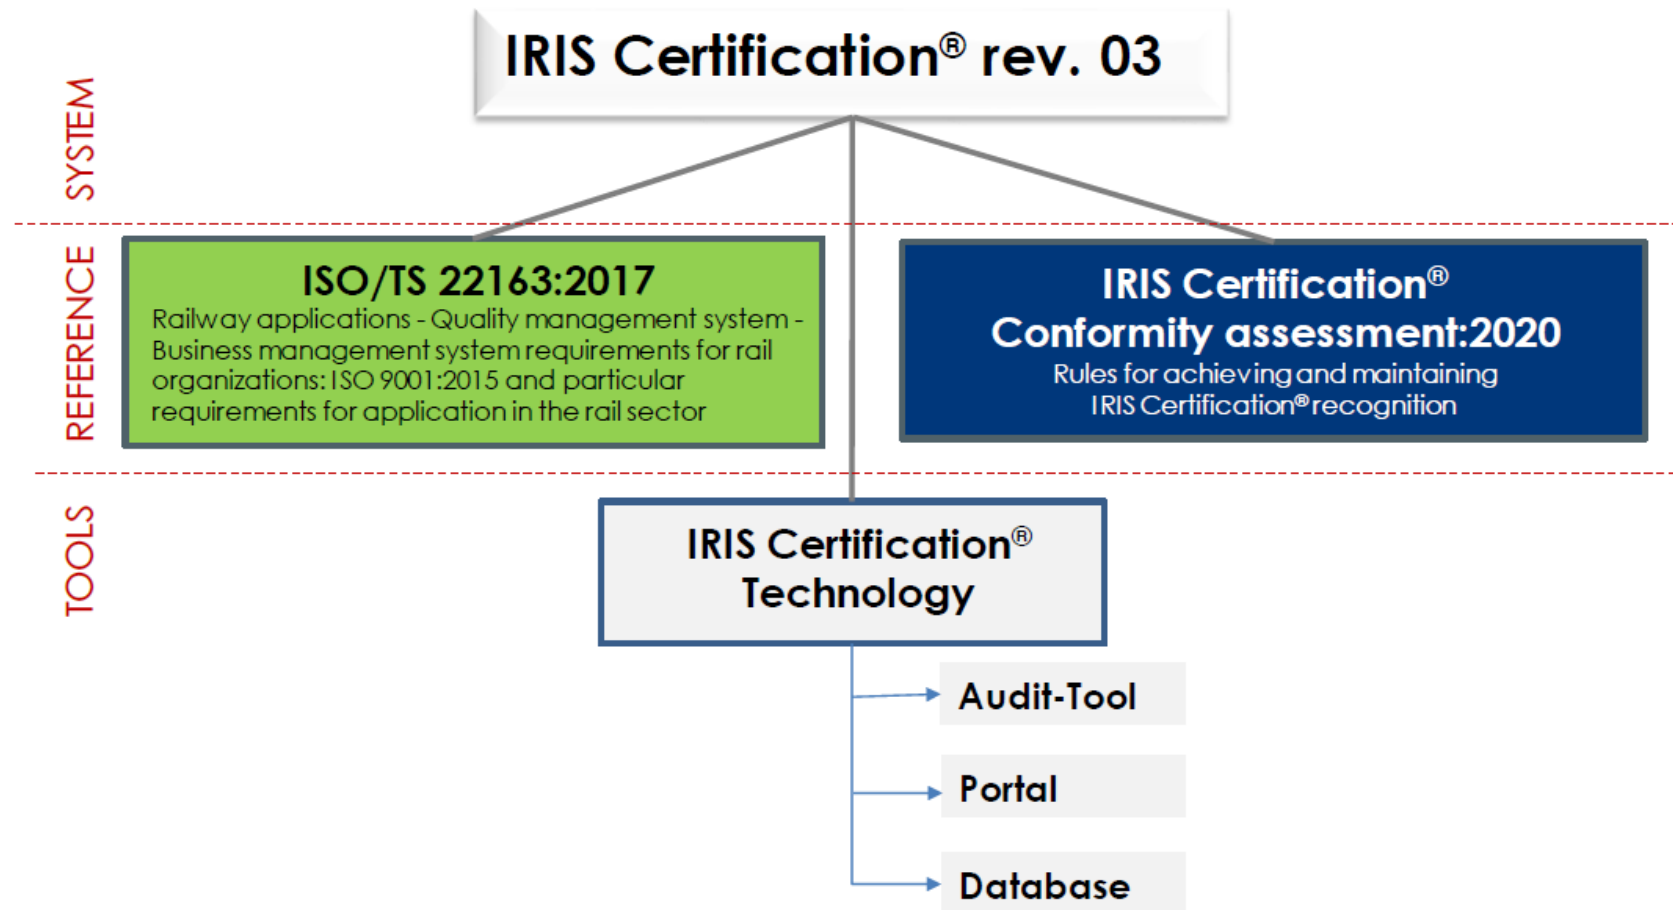 IRIS Certification® rev. 03
SYSTEM
REFERENCE
ISO/TS 22163:2017
Railway applications - Quality management system -
Business management system requirements for rail
organizations: ISO 9001:2015 and particular
requirements for application in the rail sector
IRIS Certification®
Conformity assessment:2020
Rules for achieving and maintaining
IRIS Certification® recognition
TOOLS
IRIS Certification®
Technology
Audit-Tool
Portal
Database